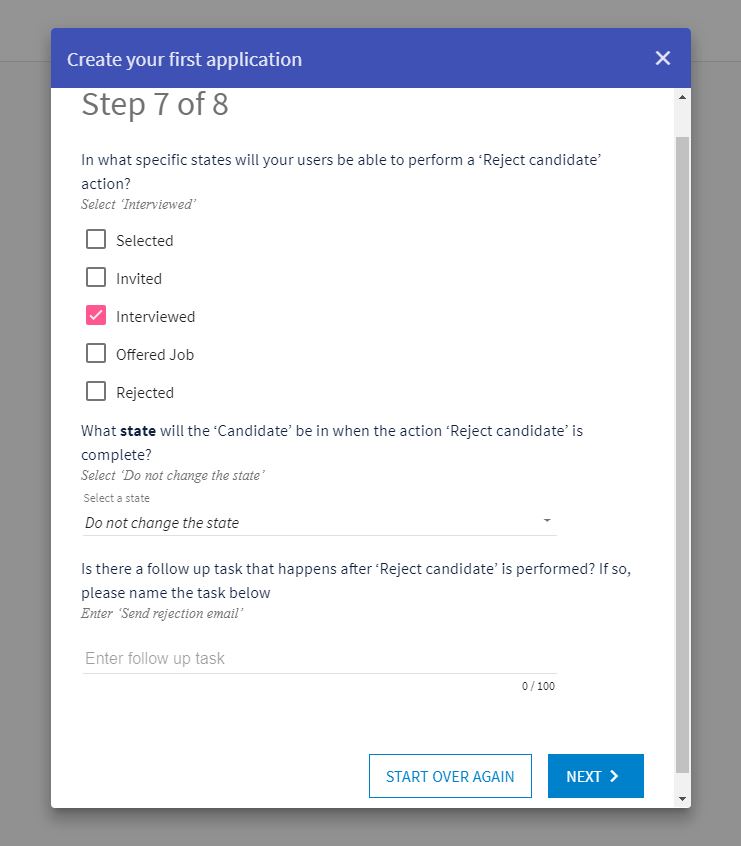 Create your first application
Step 7 of 8
In what specific states will your users be able to perform a ‘Reject candidate’
action?
Select ‘Interviewed’
Selected
Invited
Interviewed
Offered Job
Rejected
What state will the ‘Candidate’ be in when the action ‘Reject candidate’ is
complete?
Select ‘Do not change the state’
Select a state
Do not change the state
Is there a follow up task that happens after ‘Reject candidate’ is performed? If so,
please name the task below
Enter ‘Send rejection email’
Enter follow up task
0 / 100
START OVER AGAIN
NEXT